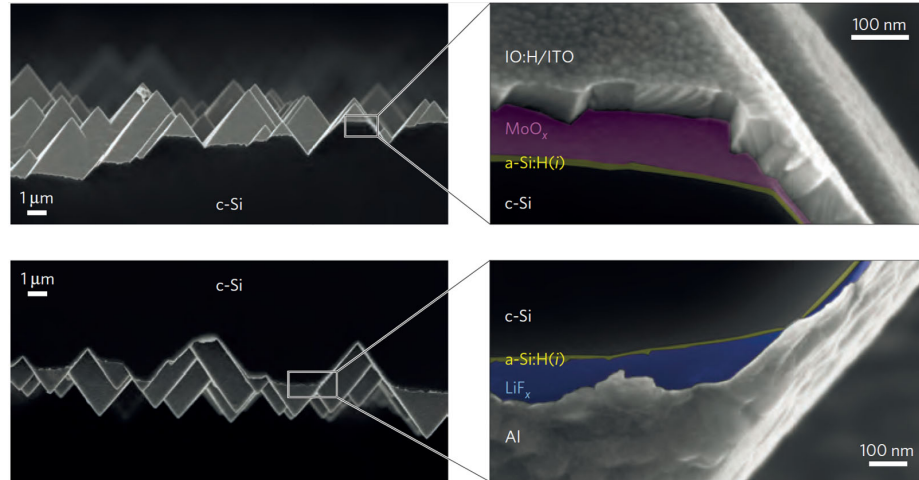 1 μm
c-Si
100 nm
IO:H/ITO
MoOₓ
a-Si:H(i)
c-Si
1 μm
c-Si
c-Si
a-Si:H(i)
LiFₓ
Al
100 nm